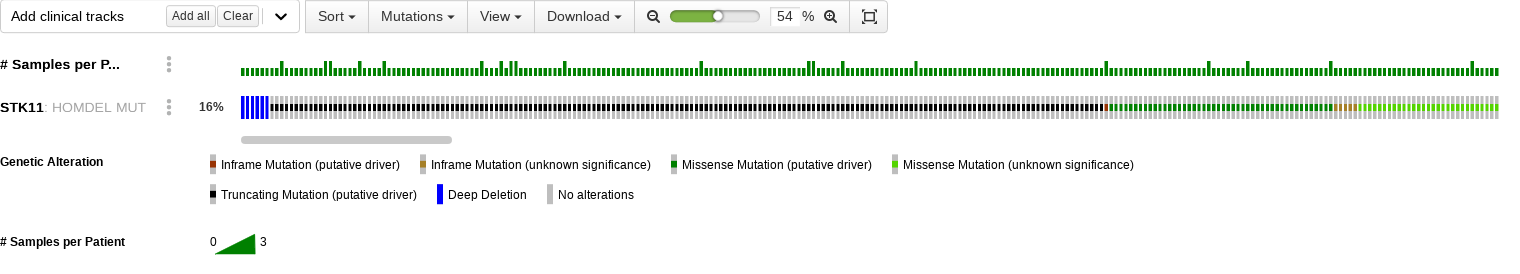 Add clinical tracks Add all Clear Sort Mutations View Download 54 %
# Samples per P...
STK11: HOMDEL MUT 16%
Genetic Alteration Inframe Mutation (putative driver) Inframe Mutation (unknown significance) Missense Mutation (putative driver) Missense Mutation (unknown significance)
Truncating Mutation (putative driver) Deep Deletion No alterations
# Samples per Patient 0 3